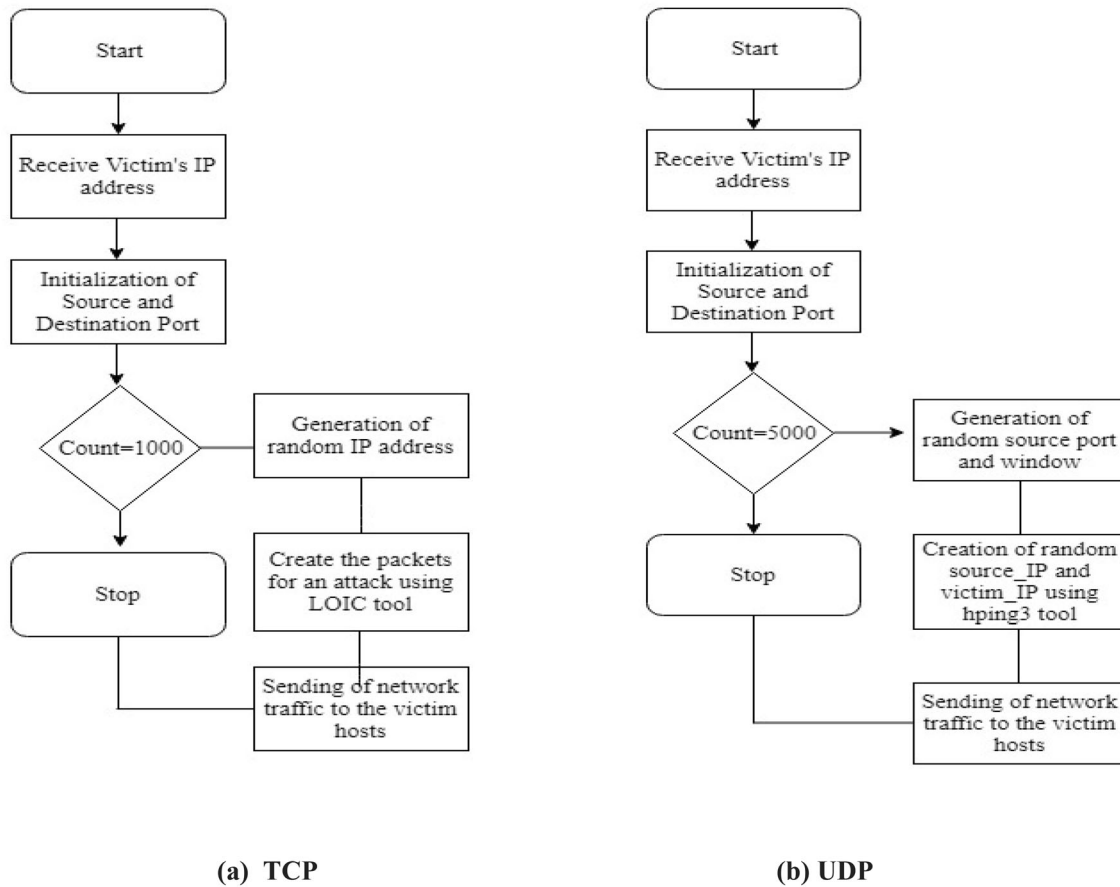 Start
Receive Victim's IP
address
Initialization of
Source and
Destination Port
Count=1000
Generation of
random IP address
Create the packets
for an attack using
LOIC tool
Stop
Sending of network
traffic to the victim
hosts
(a) TCP
Start
Receive Victim's IP
address
Initialization of
Source and
Destination Port
Count=5000
Generation of
random source port
and window
Creation of random
source_IP and
victim_IP using
hping3 tool
Stop
Sending of network
traffic to the victim
hosts
(b) UDP